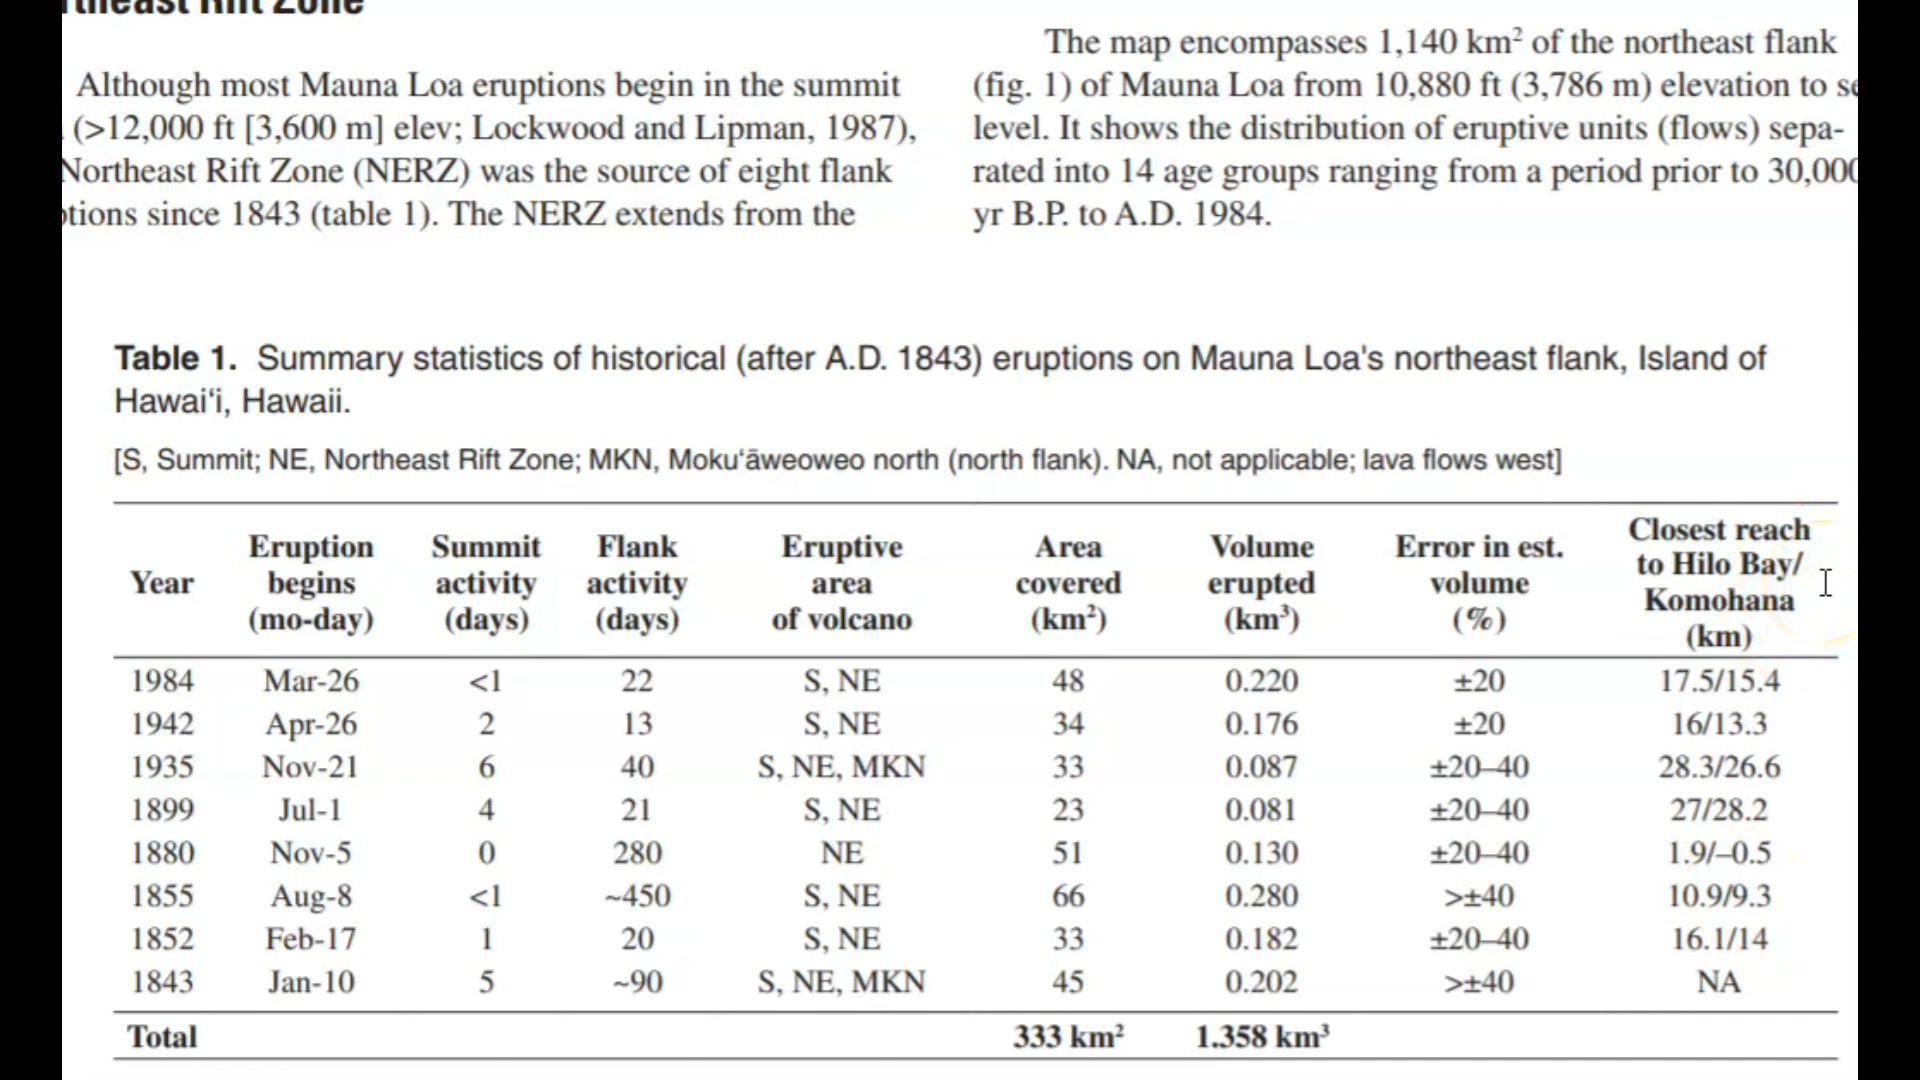 Rift Zone
Although most Mauna Loa eruptions begin in the summit
(>12,000 ft [3,600 m] elev; Lockwood and Lipman, 1987),
Northeast Rift Zone (NERZ) was the source of eight flank
since 1843 (table 1). The NERZ extends from the
The map encompasses 1,140 km² of the northeast flank
(fig. 1) of Mauna Loa from 10,880 ft (3,786 m) elevation to
level. It shows the distribution of eruptive units (flows) sepa-
rated into 14 age groups ranging from a period prior to 30,000
yr B.P. to A.D. 1984.
Table 1. Summary statistics of historical (after A.D. 1843) eruptions on Mauna Loa's northeast flank, Island of
Hawai‘i, Hawaii.
[S, Summit; NE, Northeast Rift Zone; MKN, Moku‘āweoweo north (north flank). NA, not applicable; lava flows west]
Year Eruption begins (mo-day) Summit activity (days) Flank activity (days) Eruptive area of volcano Area covered (km²) Volume erupted (km³) Error in est. volume (%) Closest reach to Hilo Bay/ Komohana (km)
1984 Mar-26 <1 22 S, NE 48 0.220 ±20 17.5/15.4
1942 Apr-26 2 13 S, NE 34 0.176 ±20 16/13.3
1935 Nov-21 6 40 S, NE, MKN 33 0.087 ±20–40 28.3/26.6
1899 Jul-1 4 21 S, NE 23 0.081 ±20–40 27/28.2
1880 Nov-5 0 280 NE 51 0.130 ±20–40 1.9/–0.5
1855 Aug-8 <1 ~450 S, NE 66 0.280 >±40 10.9/9.3
1852 Feb-17 1 20 S, NE 33 0.182 ±20–40 16.1/14
1843 Jan-10 5 ~90 S, NE, MKN 45 0.202 >±40 NA
Total 333 km² 1.358 km³